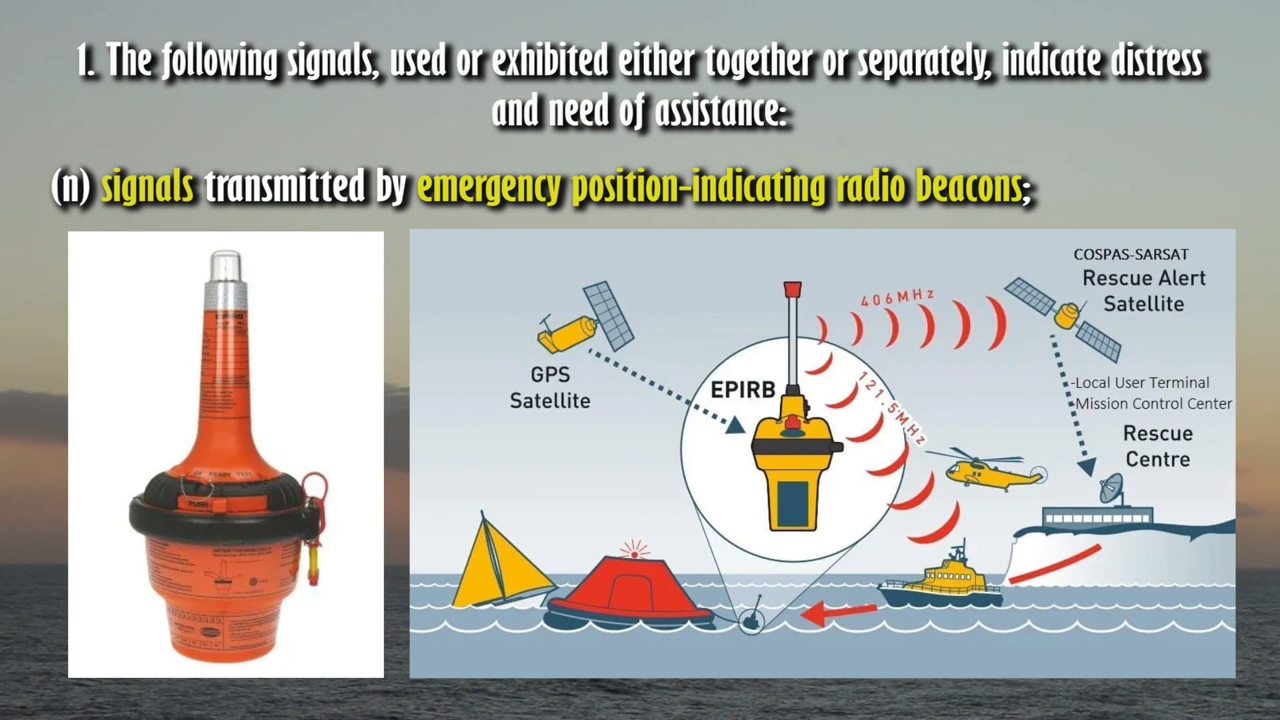 1. The following signals, used or exhibited either together or separately, indicate distress
and need of assistance:
(n) signals transmitted by emergency position-indicating radio beacons;
EPIRB
PUSH
GPS
Satellite
EPIRB
406MHz
121.5MHz
COSPAS-SARSAT
Rescue Alert
Satellite
-Local User Terminal
-Mission Control Center
Rescue
Centre